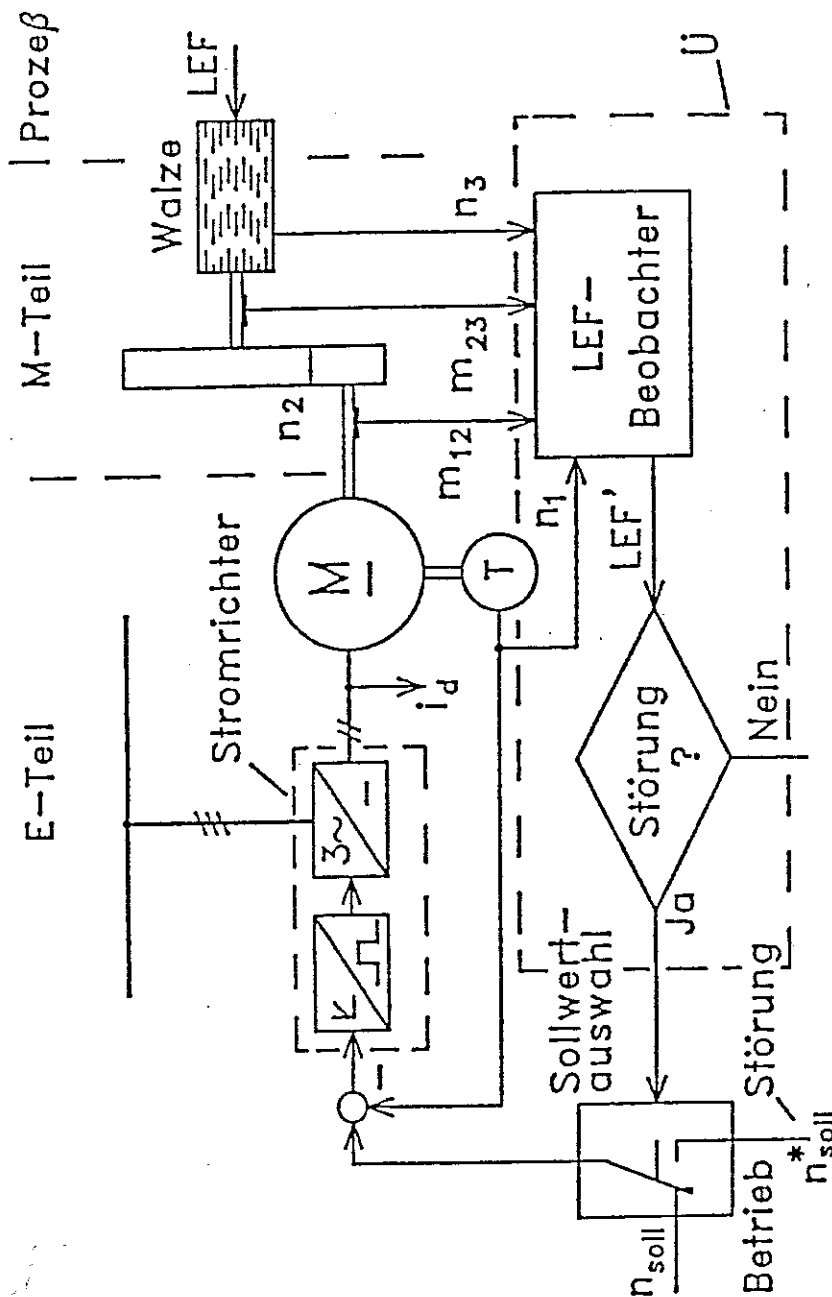 E-Teil
M-Teil
Prozeß
Stromrichter
Walze
LEF
n2
3~
M
m12
m23
n3
id
T
n1
Sollwert-
auswahl
LEF-
Beobachter
LEF'
Störung
?
Ja
Nein
Ü
nsoll
Betrieb
n*soll
Störung